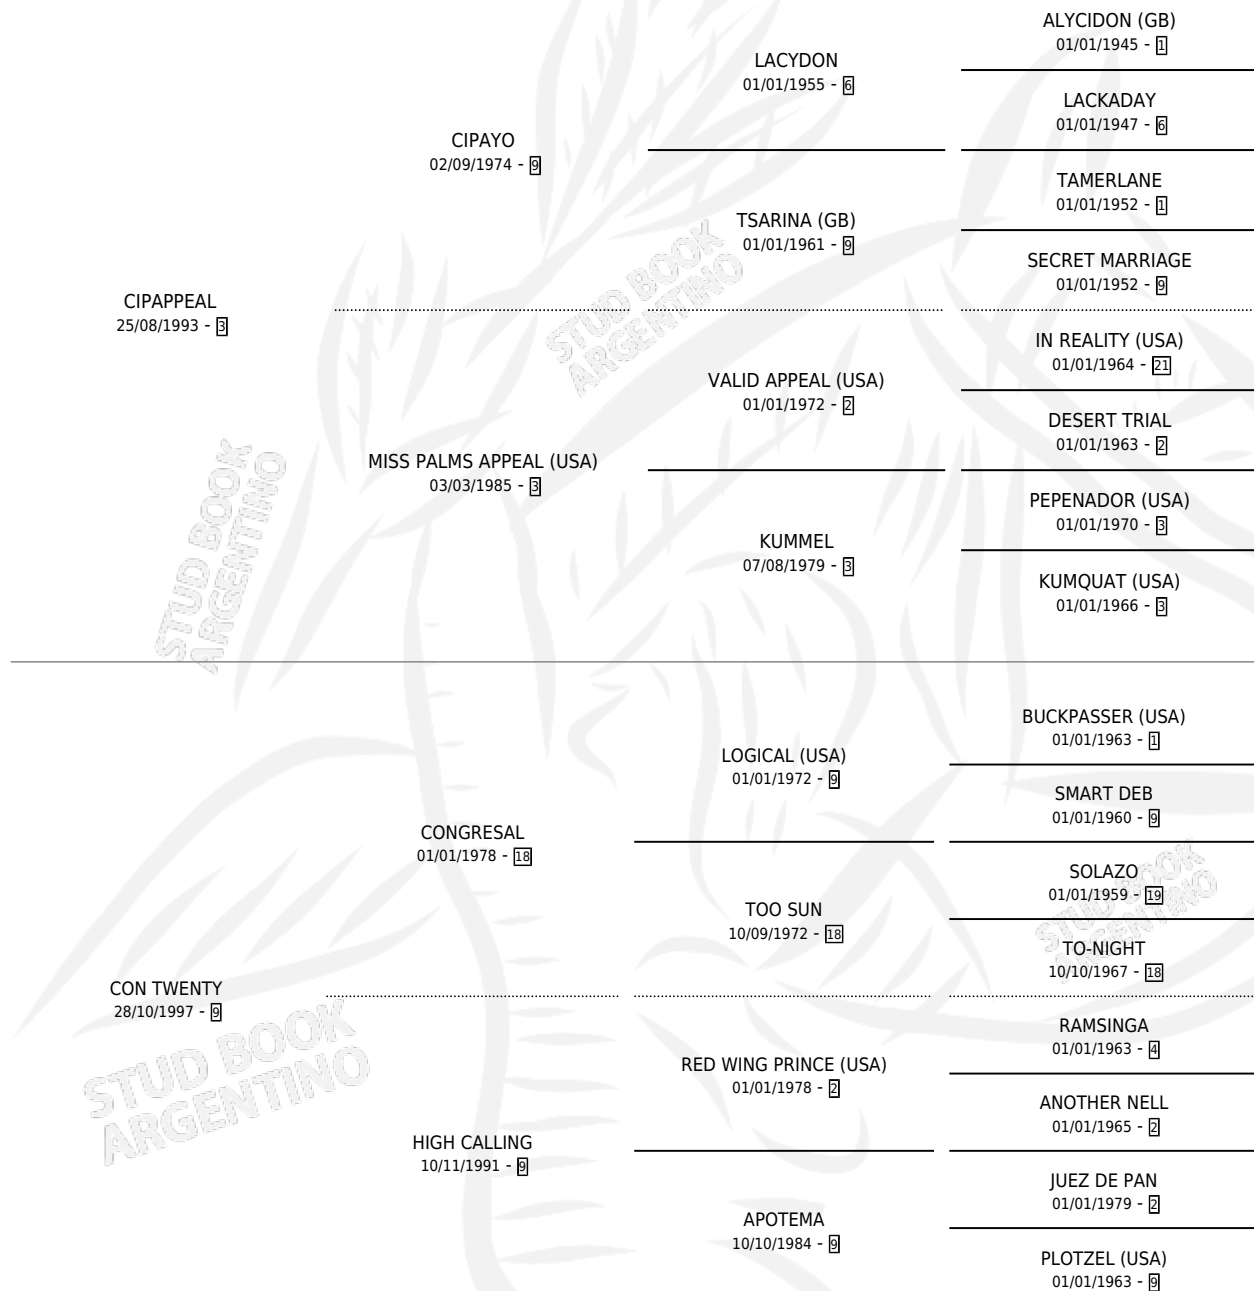 ALYCIDON (GB)
01/01/1945 - 1
LACYDON
01/01/1955 - 6
LACKADAY
01/01/1947 - 6
CIPAYO
02/09/1974 - 9
TAMERLANE
01/01/1952 - 1
TSARINA (GB)
01/01/1961 - 9
SECRET MARRIAGE
01/01/1952 - 9
CIPAPPEAL
25/08/1993 - 3
STUD BOOK
ARGENTINO
IN REALITY (USA)
01/01/1964 - 21
VALID APPEAL (USA)
01/01/1972 - 2
DESERT TRIAL
01/01/1963 - 2
MISS PALMS APPEAL (USA)
03/03/1985 - 3
PEPENADOR (USA)
01/01/1970 - 3
KUMMEL
07/08/1979 - 3
KUMQUAT (USA)
01/01/1966 - 3
STUD BOOK
ARGENTINO
BUCKPASSER (USA)
01/01/1963 - 1
LOGICAL (USA)
01/01/1972 - 9
SMART DEB
01/01/1960 - 9
CONGRESAL
01/01/1978 - 18
SOLAZO
01/01/1959 - 19
TOO SUN
10/09/1972 - 18
STUD BOOK
ARGENTINO
TO-NIGHT
10/10/1967 - 18
CON TWENTY
28/10/1997 - 9
STUD BOOK
ARGENTINO
RAMSINGA
01/01/1963 - 4
RED WING PRINCE (USA)
01/01/1978 - 2
ANOTHER NELL
01/01/1965 - 2
HIGH CALLING
10/11/1991 - 9
JUEZ DE PAN
01/01/1979 - 2
APOTEMA
10/10/1984 - 9
PLOTZEL (USA)
01/01/1963 - 9